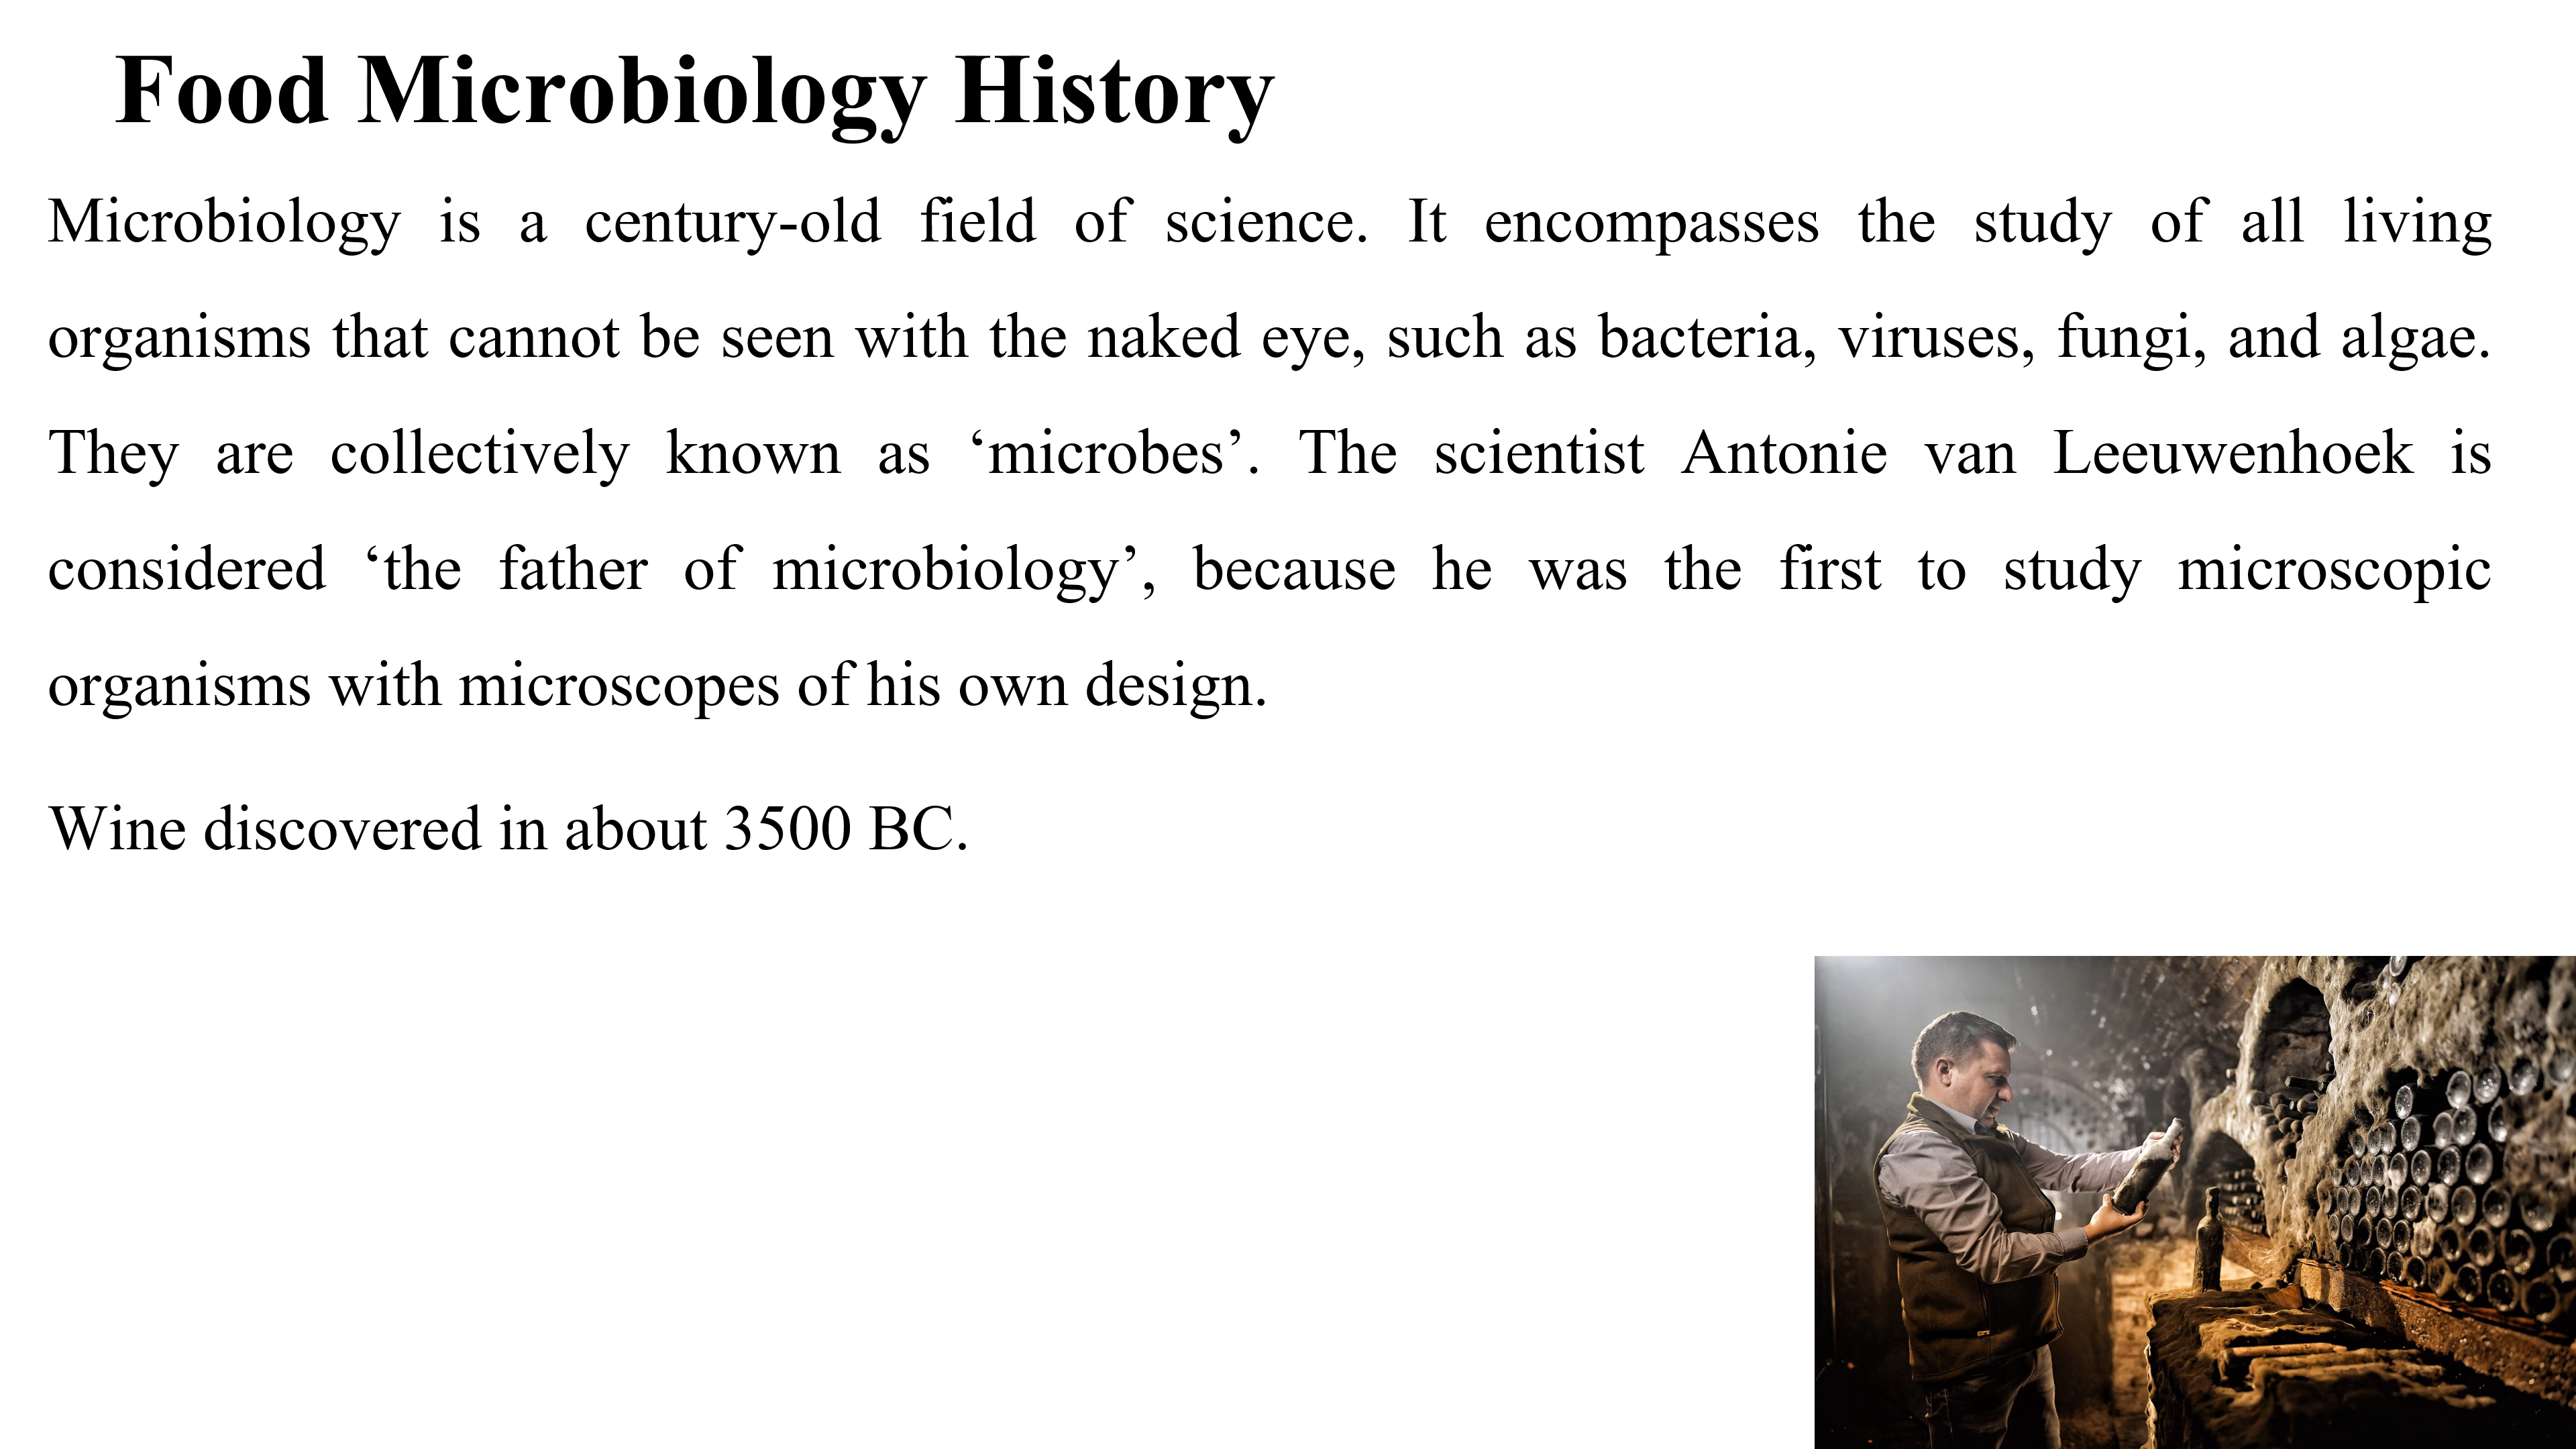 Food Microbiology History
Microbiology is a century-old field of science. It encompasses the study of all living
organisms that cannot be seen with the naked eye, such as bacteria, viruses, fungi, and algae.
They are collectively known as ‘microbes’. The scientist Antonie van Leeuwenhoek is
considered ‘the father of microbiology’, because he was the first to study microscopic
organisms with microscopes of his own design.
Wine discovered in about 3500 BC.